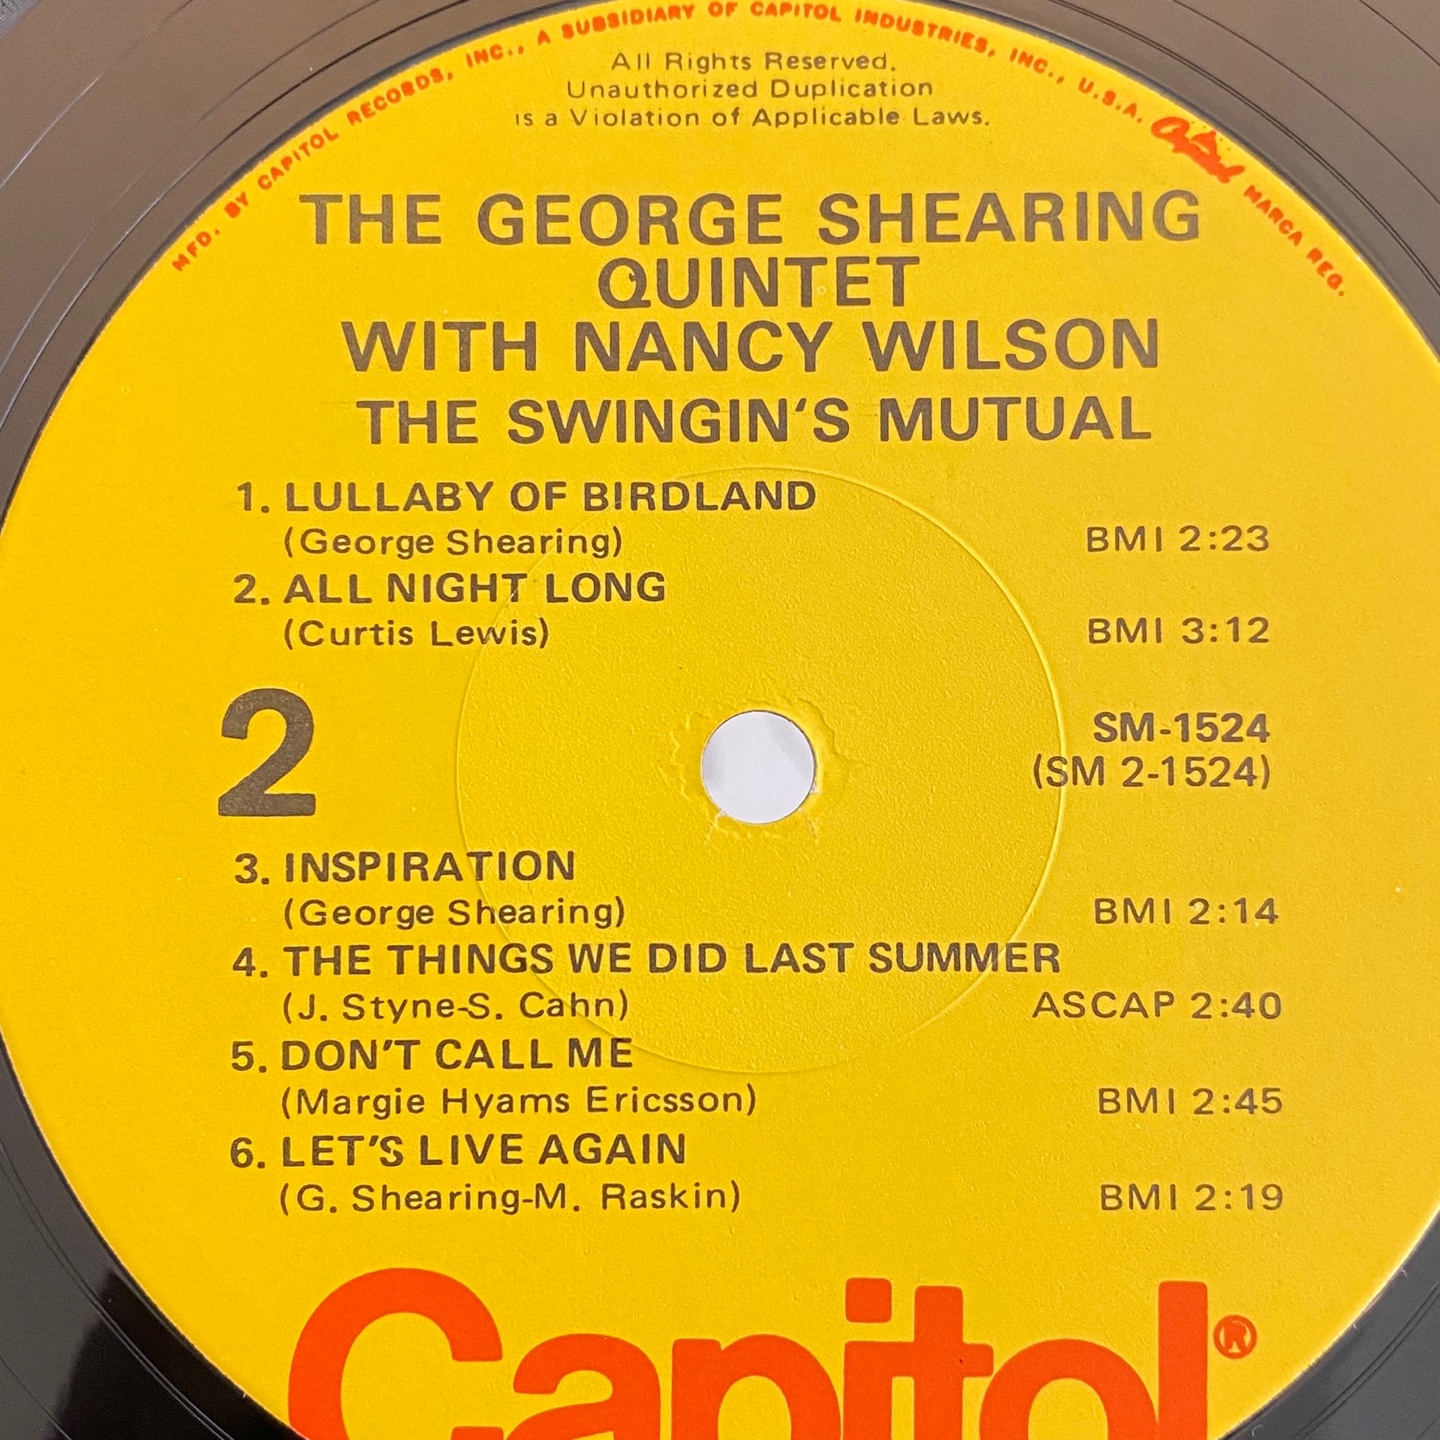 MFD. BY CAPITOL RECORDS, INC., A SUBSIDIARY OF CAPITOL INDUSTRIES, INC., U.S.A. Capitol MARCA REG.
All Rights Reserved.
Unauthorized Duplication
is a Violation of Applicable Laws.
THE GEORGE SHEARING
QUINTET
WITH NANCY WILSON
THE SWINGIN'S MUTUAL
1. LULLABY OF BIRDLAND
(George Shearing) BMI 2:23
2. ALL NIGHT LONG
(Curtis Lewis) BMI 3:12
2
SM-1524
(SM 2-1524)
3. INSPIRATION
(George Shearing) BMI 2:14
4. THE THINGS WE DID LAST SUMMER
(J. Styne-S. Cahn) ASCAP 2:40
5. DON'T CALL ME
(Margie Hyams Ericsson) BMI 2:45
6. LET'S LIVE AGAIN
(G. Shearing-M. Raskin) BMI 2:19
Capitol®